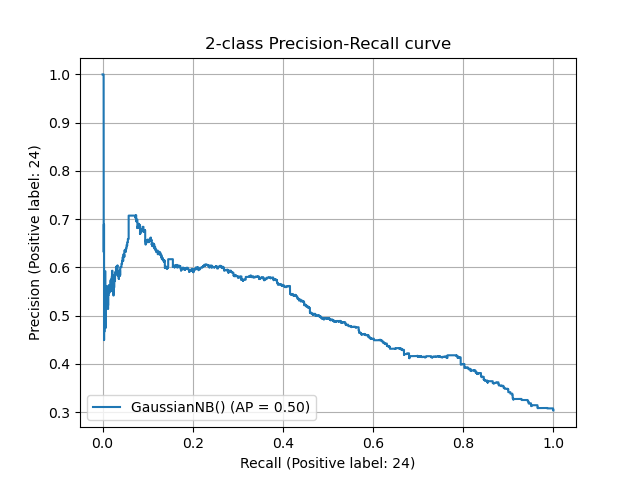 2-class Precision-Recall curve
Precision (Positive label: 24)
1.0
0.9
0.8
0.7
0.6
0.5
0.4
0.3
GaussianNB() (AP = 0.50)
0.0 0.2 0.4 0.6 0.8 1.0
Recall (Positive label: 24)